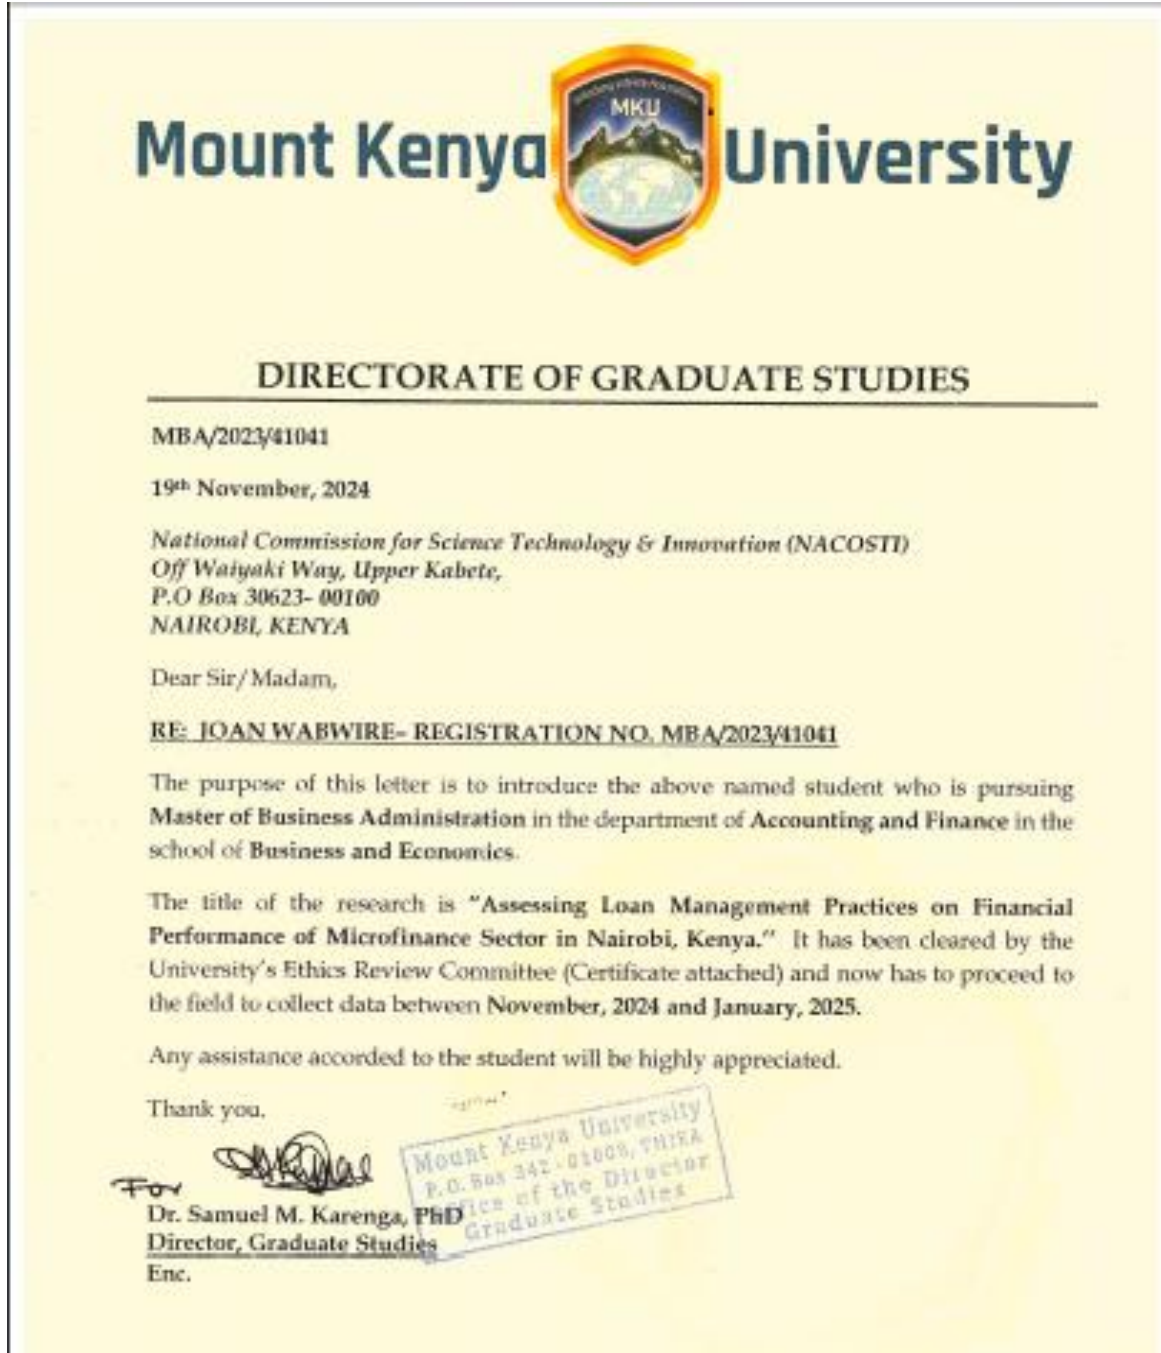 Mount Kenya University
MKU
DIRECTORATE OF GRADUATE STUDIES
MBA/2023/41041
19th November, 2024
National Commission for Science Technology & Innovation (NACOSTI)
Off Waiyaki Way, Upper Kabete,
P.O Box 30623- 00100
NAIROBI, KENYA
Dear Sir/Madam,
RE: JOAN WABWIRE– REGISTRATION NO. MBA/2023/41041
The purpose of this letter is to introduce the above named student who is pursuing
Master of Business Administration in the department of Accounting and Finance in the
school of Business and Economics.
The title of the research is "Assessing Loan Management Practices on Financial
Performance of Microfinance Sector in Nairobi, Kenya." It has been cleared by the
University's Ethics Review Committee (Certificate attached) and now has to proceed to
the field to collect data between November, 2024 and January, 2025.
Any assistance accorded to the student will be highly appreciated.
Thank you.
Mount Kenya University
P.O. Box 342-01000, THIKA
Office of the Director
Graduate Studies
For
Dr. Samuel M. Karenga, PhD
Director, Graduate Studies
Enc.